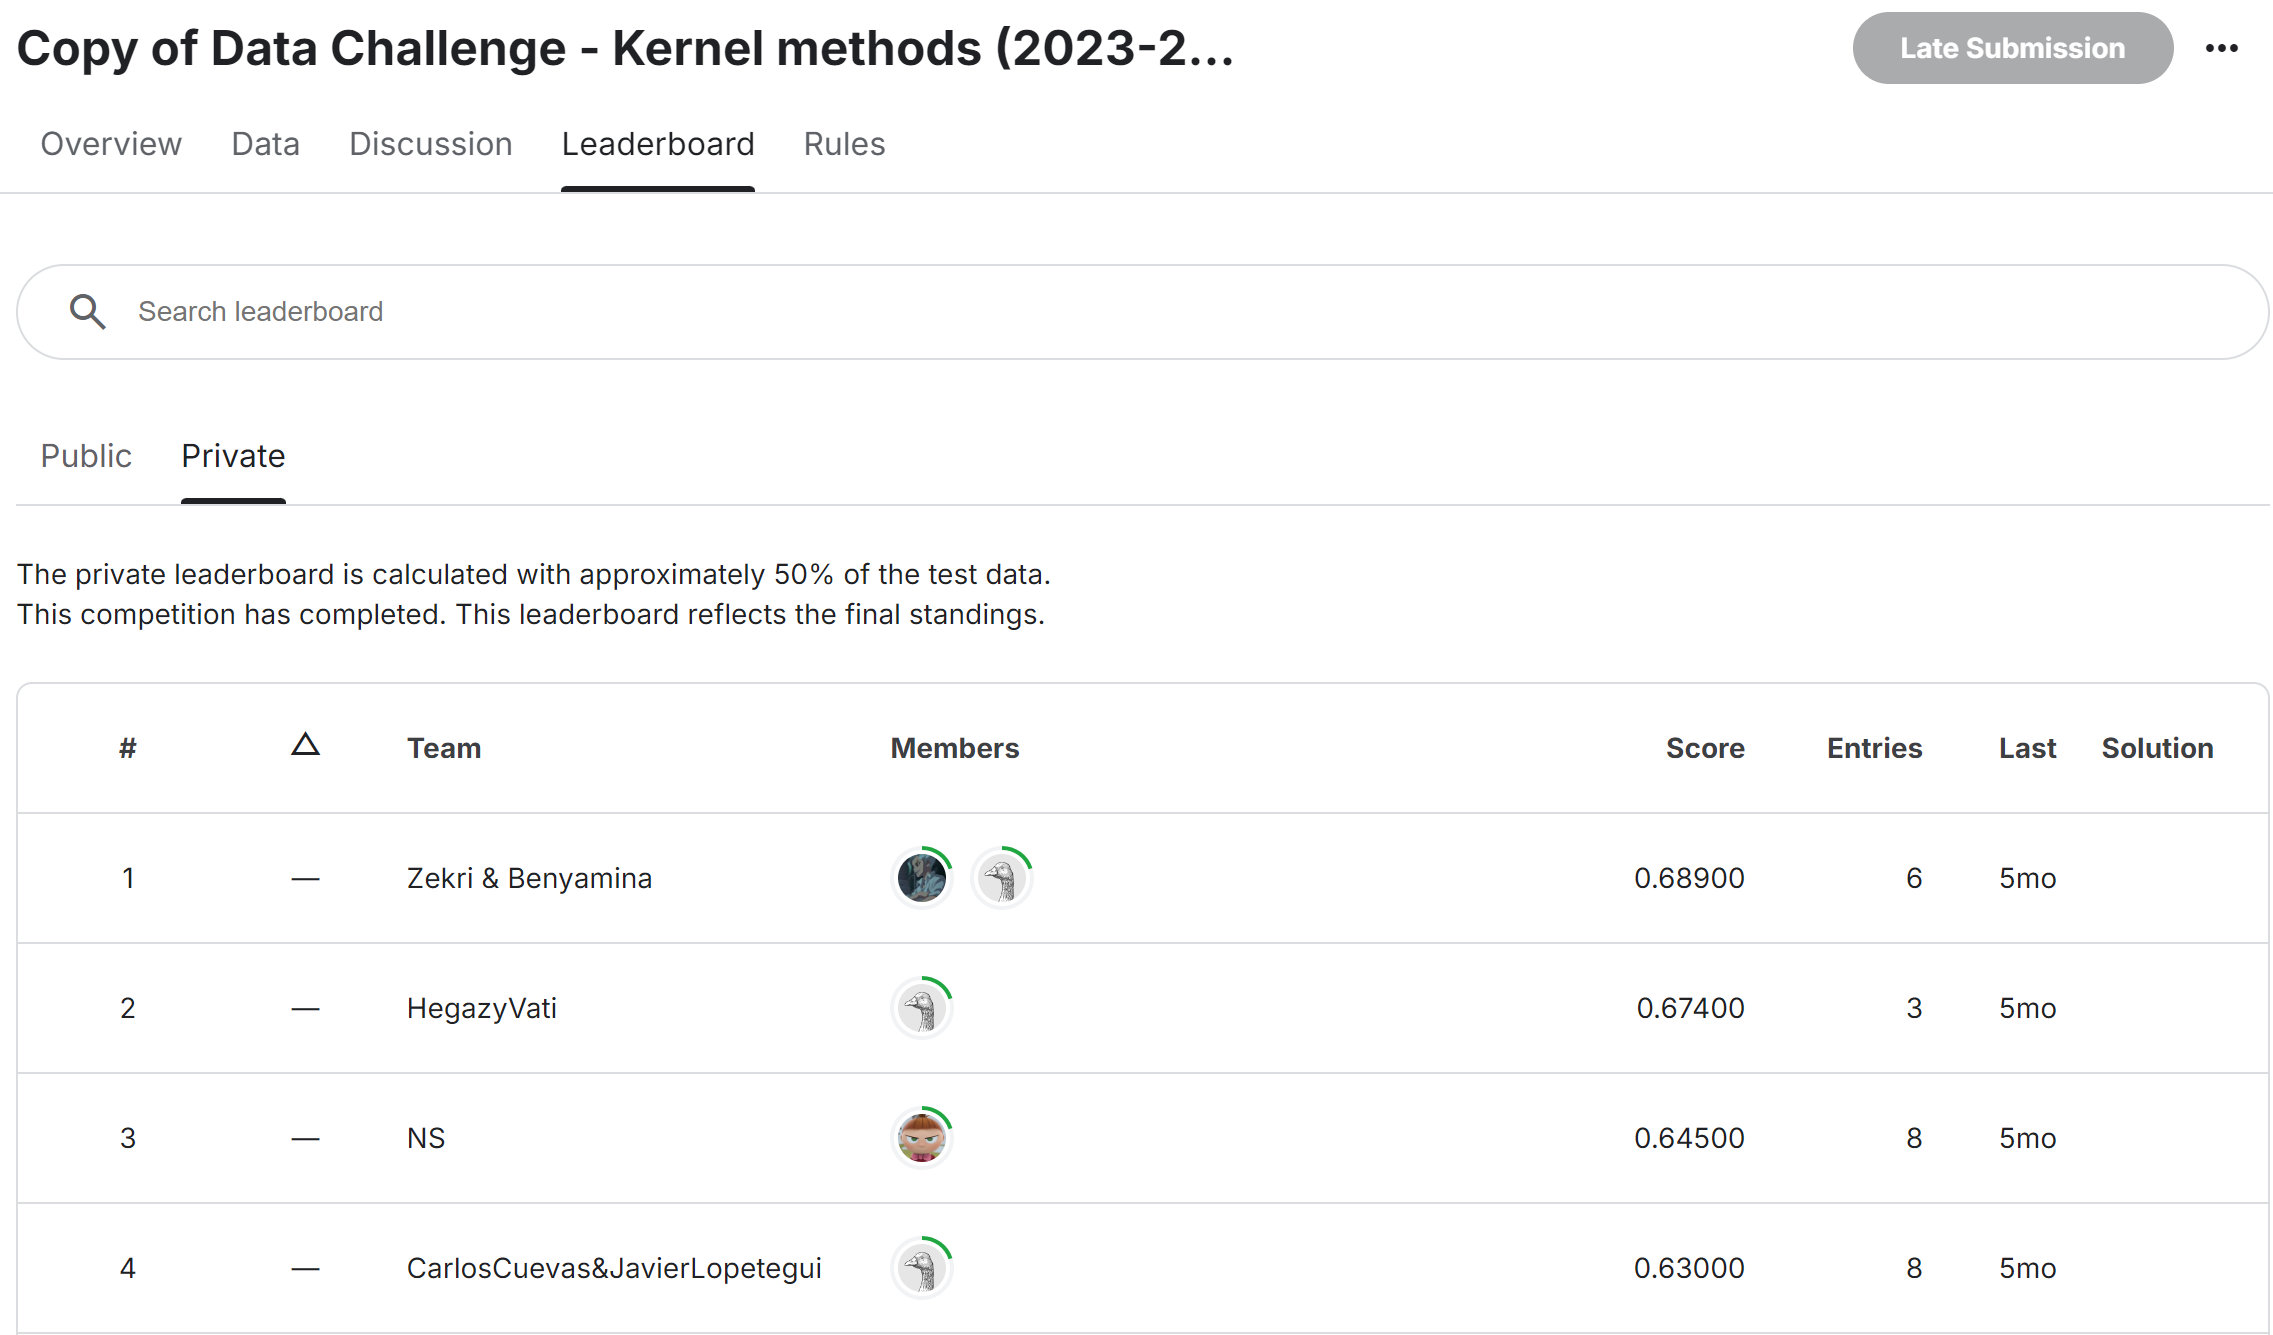 Copy of Data Challenge - Kernel methods (2023-2...
Late Submission
Overview Data Discussion Leaderboard Rules
Search leaderboard
Public Private
The private leaderboard is calculated with approximately 50% of the test data.
This competition has completed. This leaderboard reflects the final standings.
# △ Team Members Score Entries Last Solution
1 — Zekri & Benyamina 0.68900 6 5mo
2 — HegazyVati 0.67400 3 5mo
3 — NS 0.64500 8 5mo
4 — CarlosCuevas&JavierLopetegui 0.63000 8 5mo